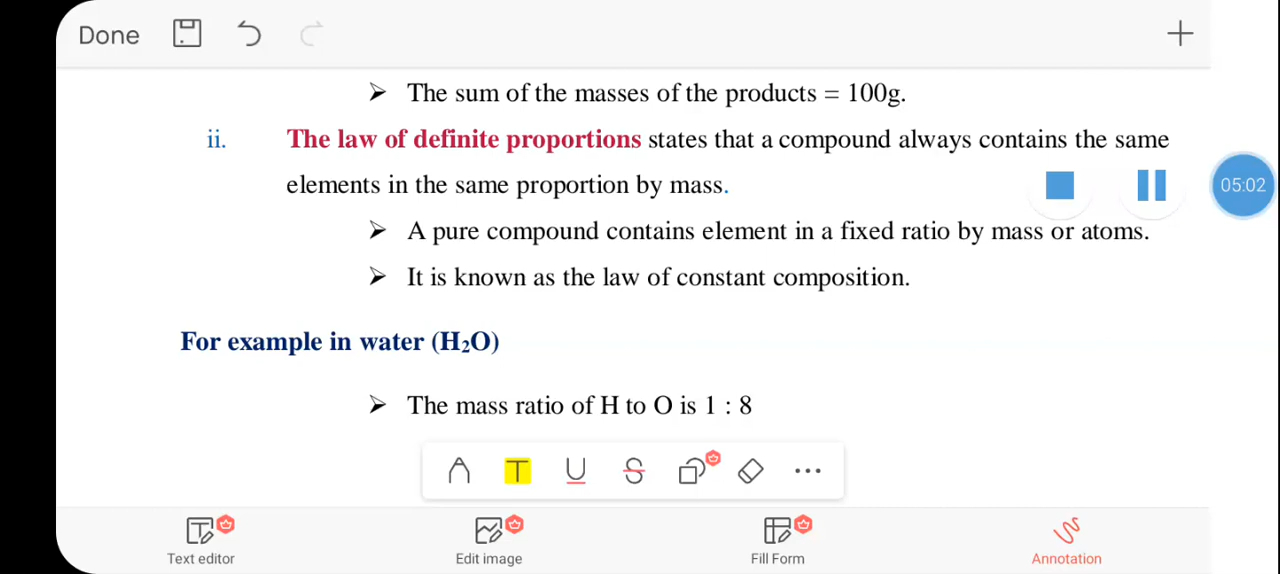 Done
➤ The sum of the masses of the products = 100g.
ii. The law of definite proportions states that a compound always contains the same
elements in the same proportion by mass.
05:02
➤ A pure compound contains element in a fixed ratio by mass or atoms.
➤ It is known as the law of constant composition.
For example in water (H₂O)
➤ The mass ratio of H to O is 1 : 8
T U S
Text editor
Edit image
Fill Form
Annotation